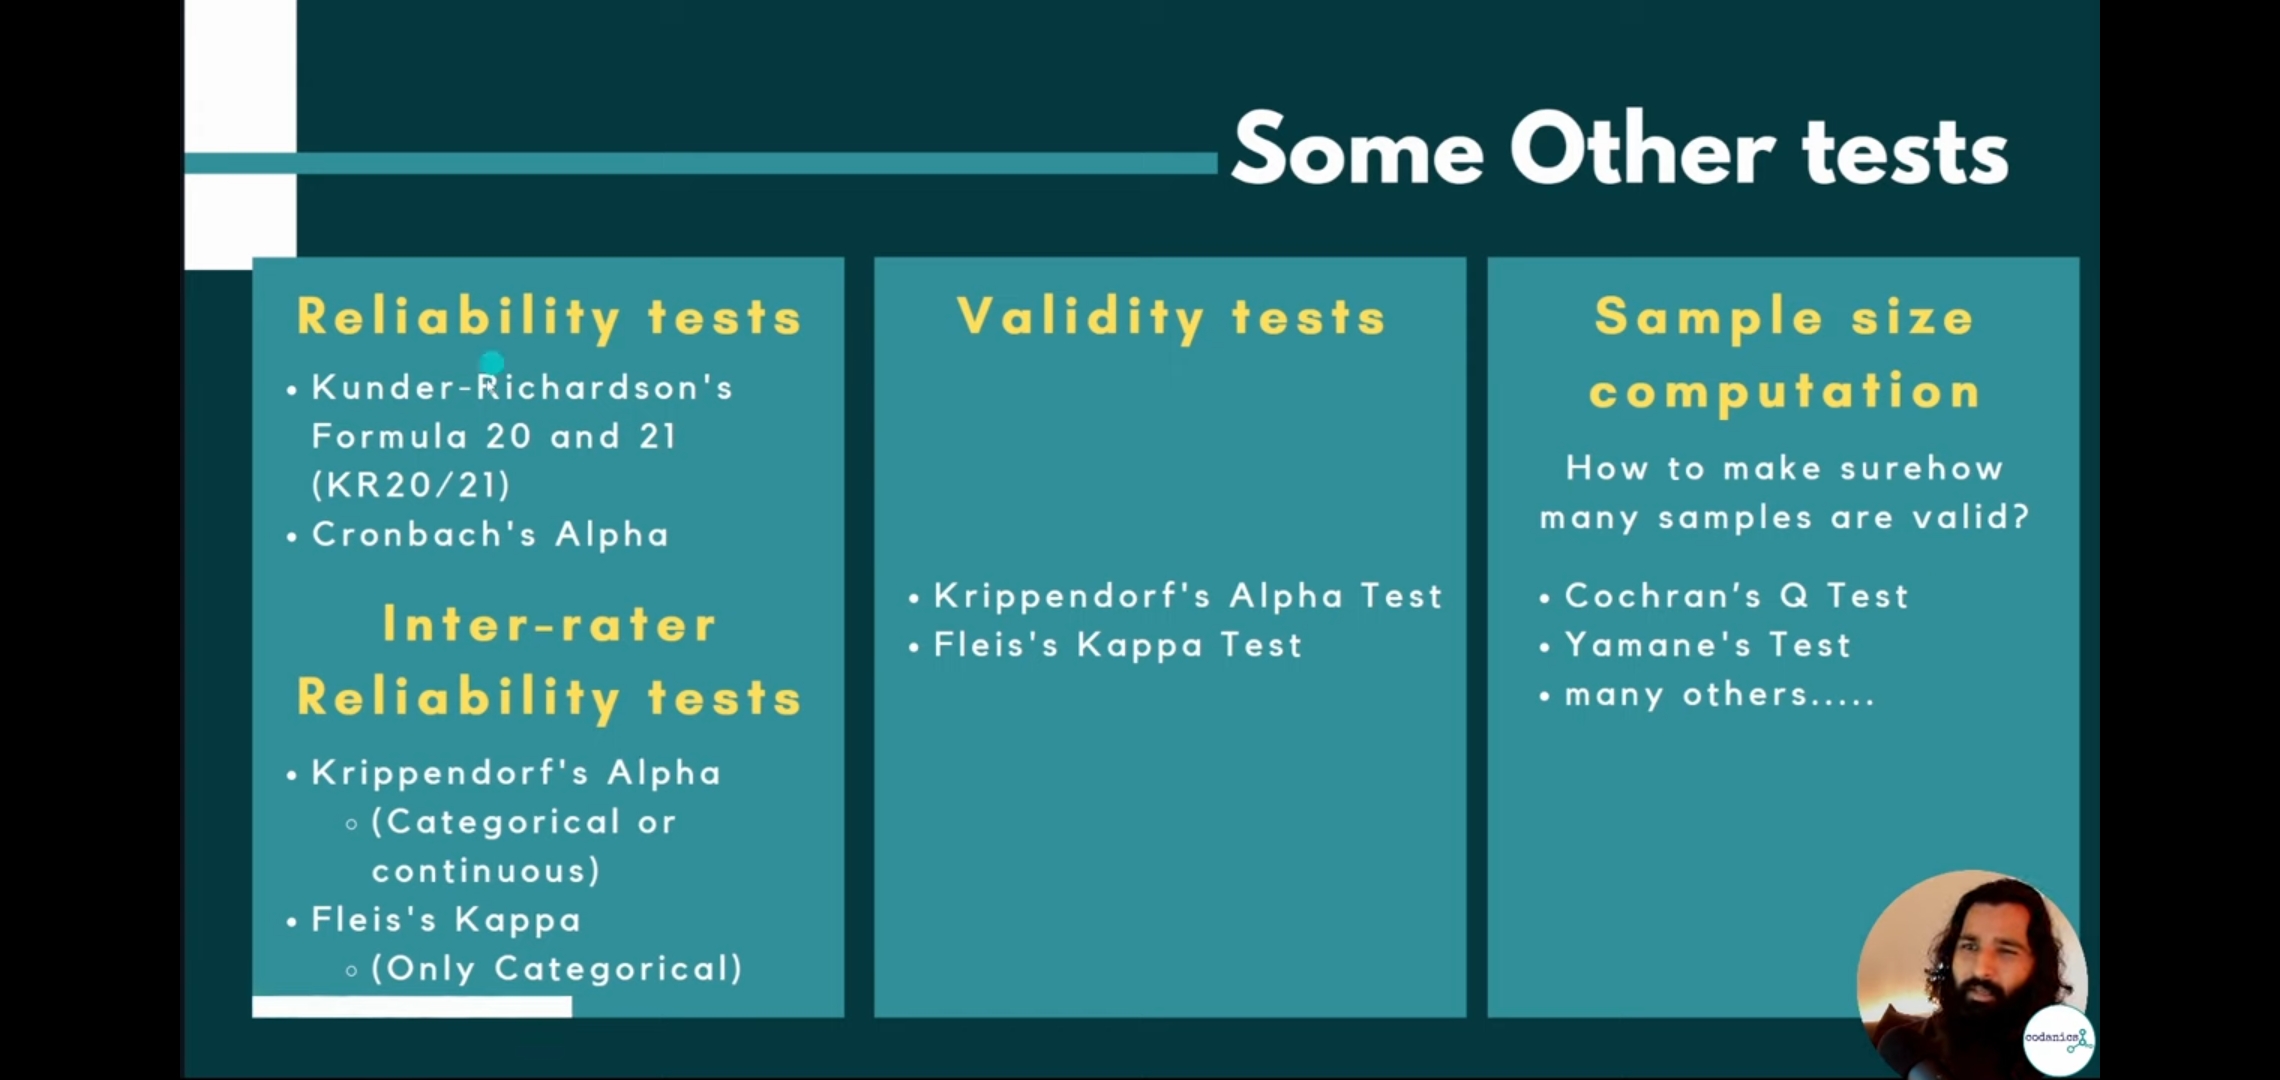 Some Other tests
Reliability tests
• Kunder-Richardson's
Formula 20 and 21
(KR20/21)
• Cronbach's Alpha
Inter-rater
Reliability tests
• Krippendorf's Alpha
◦ (Categorical or
continuous)
• Fleis's Kappa
◦ (Only Categorical)
Validity tests
• Krippendorf's Alpha Test
• Fleis's Kappa Test
Sample size
computation
How to make surehow
many samples are valid?
• Cochran’s Q Test
• Yamane's Test
• many others.....
codanics